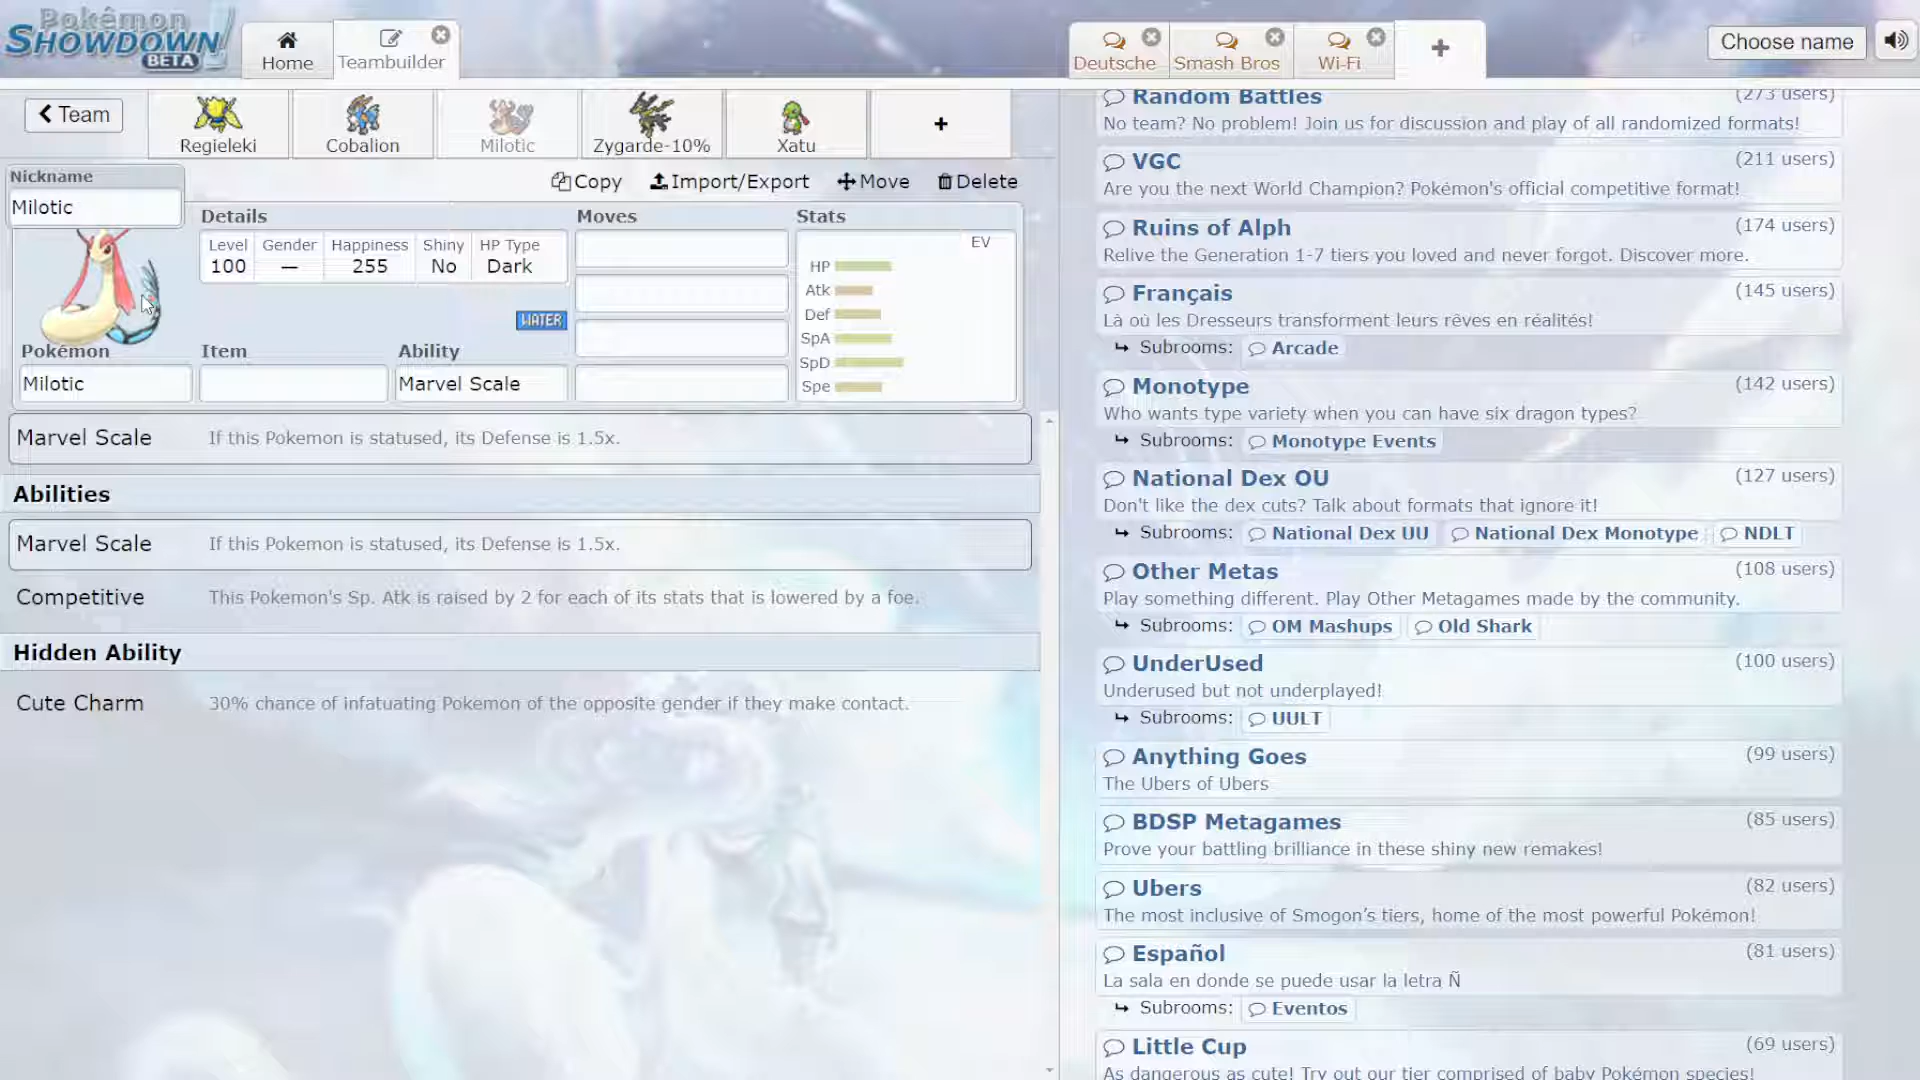 Pokémon
SHOWDOWN!
BETA
Home
Teambuilder
Deutsche
Smash Bros
Wi-Fi
+
Choose name
Team
Regieleki
Cobalion
Milotic
Zygarde-10%
Xatu
+
Nickname
Milotic
Copy
Import/Export
Move
Delete
Details
Moves
Stats
Level
Gender
Happiness
Shiny
HP Type
100
—
255
No
Dark
EV
HP
Atk
Def
SpA
SpD
Spe
WATER
Pokémon
Item
Ability
Milotic
Marvel Scale
Marvel Scale If this Pokemon is statused, its Defense is 1.5x.
Abilities
Marvel Scale If this Pokemon is statused, its Defense is 1.5x.
Competitive This Pokemon's Sp. Atk is raised by 2 for each of its stats that is lowered by a foe.
Hidden Ability
Cute Charm 30% chance of infatuating Pokemon of the opposite gender if they make contact.
Random Battles (273 users)
No team? No problem! Join us for discussion and play of all randomized formats!
VGC (211 users)
Are you the next World Champion? Pokémon's official competitive format!
Ruins of Alph (174 users)
Relive the Generation 1-7 tiers you loved and never forgot. Discover more.
Français (145 users)
Là où les Dresseurs transforment leurs rêves en réalités!
Subrooms: Arcade
Monotype (142 users)
Who wants type variety when you can have six dragon types?
Subrooms: Monotype Events
National Dex OU (127 users)
Don't like the dex cuts? Talk about formats that ignore it!
Subrooms: National Dex UU National Dex Monotype NDLT
Other Metas (108 users)
Play something different. Play Other Metagames made by the community.
Subrooms: OM Mashups Old Shark
UnderUsed (100 users)
Underused but not underplayed!
Subrooms: UULT
Anything Goes (99 users)
The Ubers of Ubers
BDSP Metagames (85 users)
Prove your battling brilliance in these shiny new remakes!
Ubers (82 users)
The most inclusive of Smogon's tiers, home of the most powerful Pokémon!
Español (81 users)
La sala en donde se puede usar la letra Ñ
Subrooms: Eventos
Little Cup (69 users)
As dangerous as cute! Try out our tier comprised of baby Pokémon species!